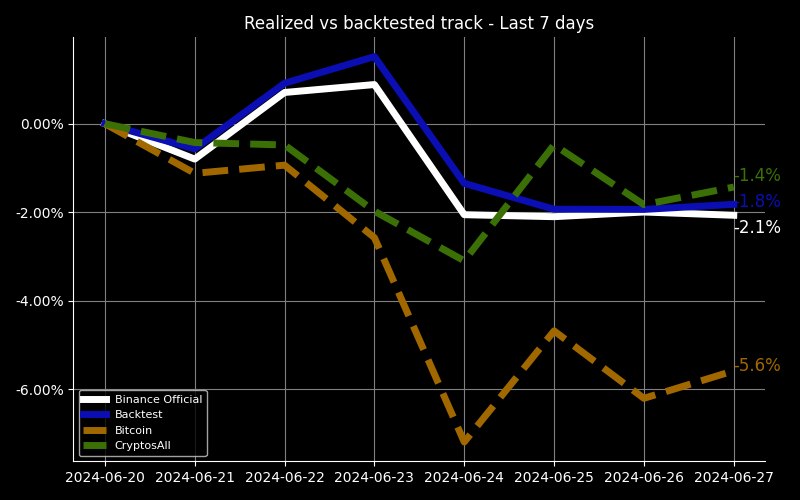 Realized vs backtested track - Last 7 days
0.00%
-2.00%
-4.00%
-6.00%
-1.4%
-1.8%
-2.1%
-5.6%
Binance Official
Backtest
Bitcoin
CryptosAll
2024-06-20 2024-06-21 2024-06-22 2024-06-23 2024-06-24 2024-06-25 2024-06-26 2024-06-27